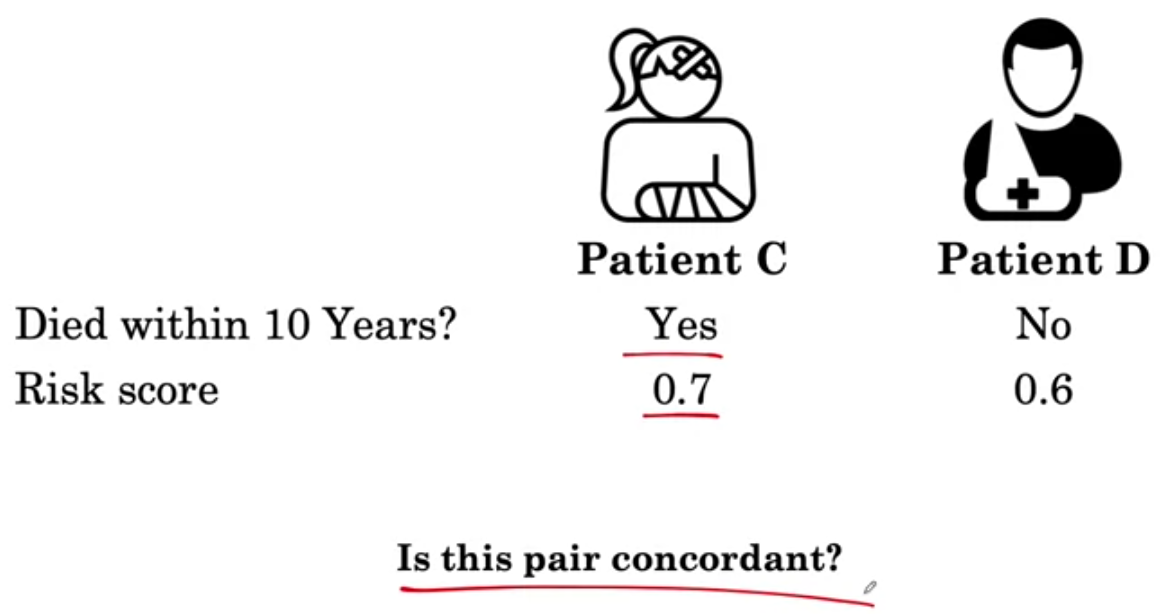 Patient C Patient D
Died within 10 Years? Yes No
Risk score 0.7 0.6
Is this pair concordant?